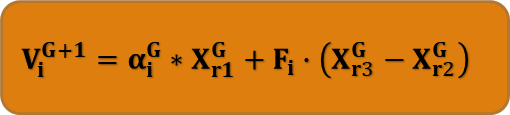 V_i^{G+1} = α_i^G * X_{r1}^G + F_i · (X_{r3}^G − X_{r2}^G)